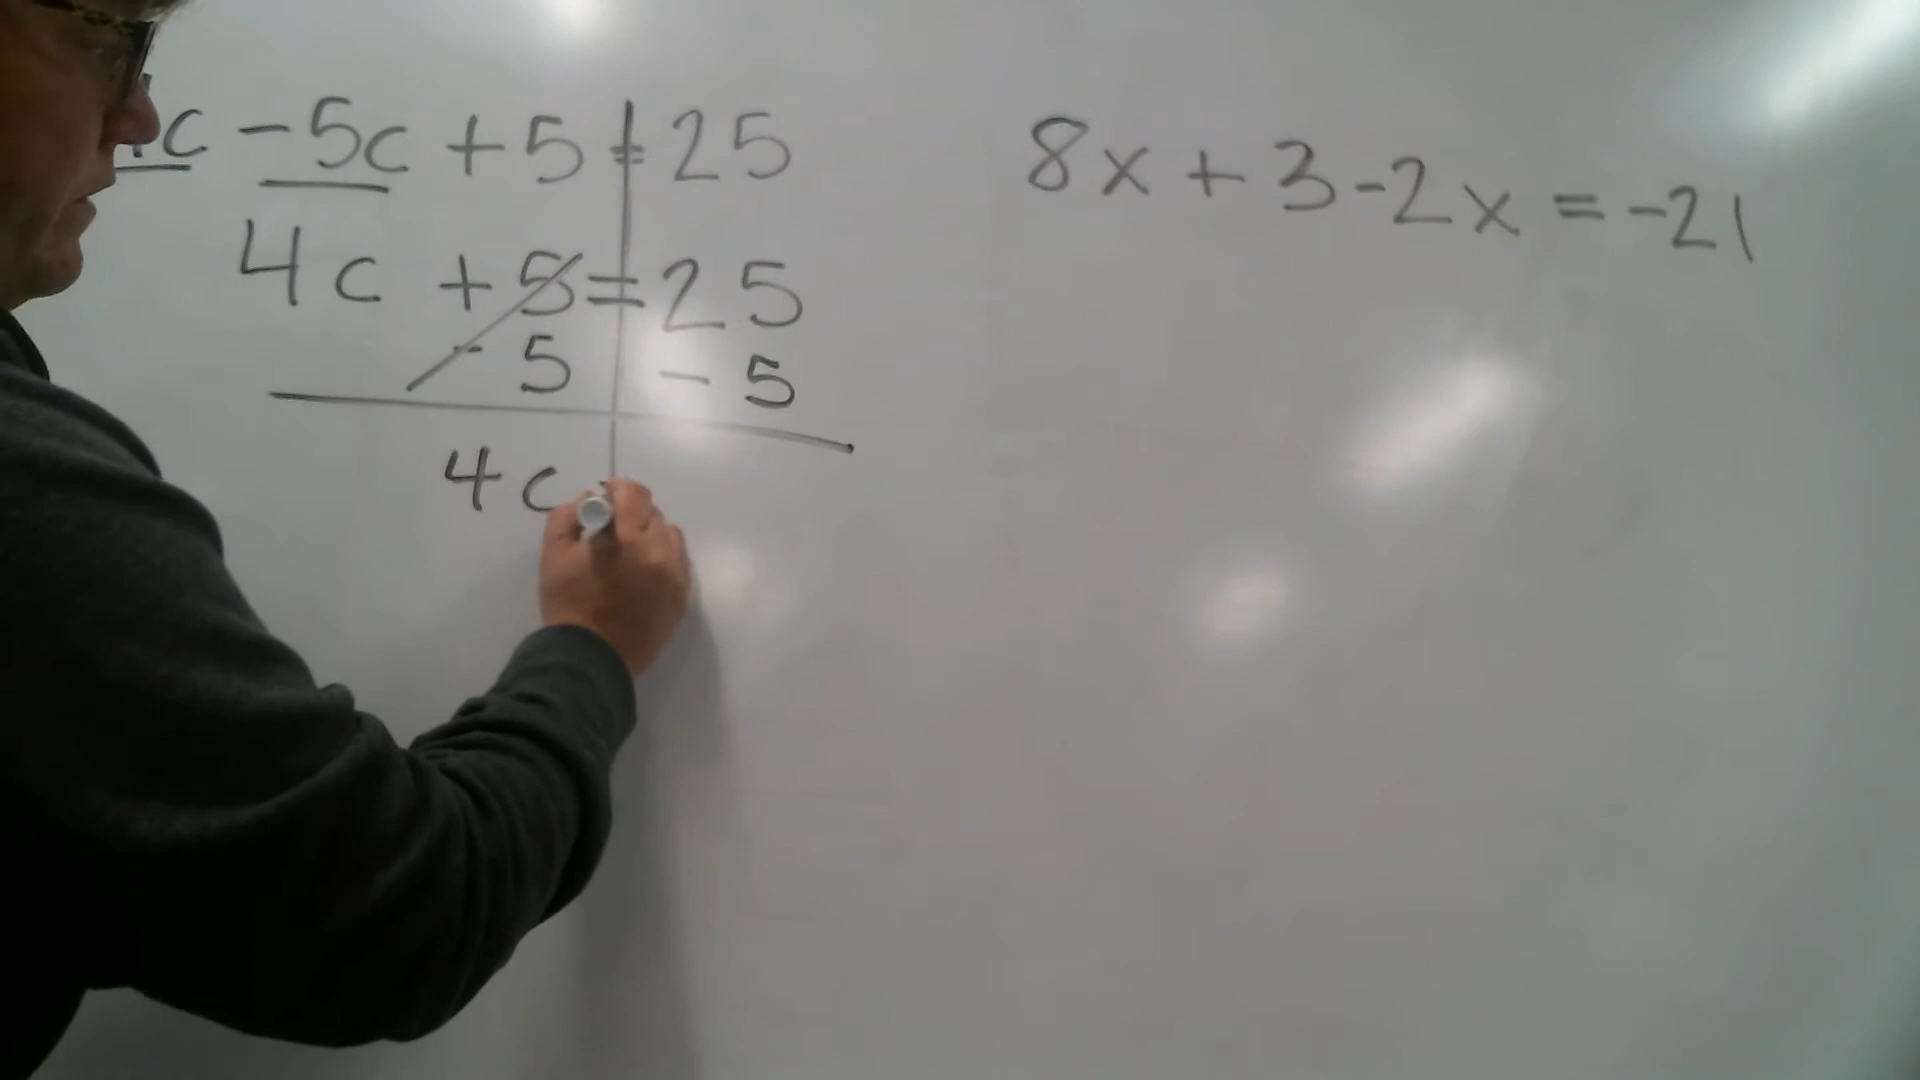 c - 5c + 5 = 25
4c + 5 = 25
- 5 - 5
4c
8x + 3 - 2x = -21